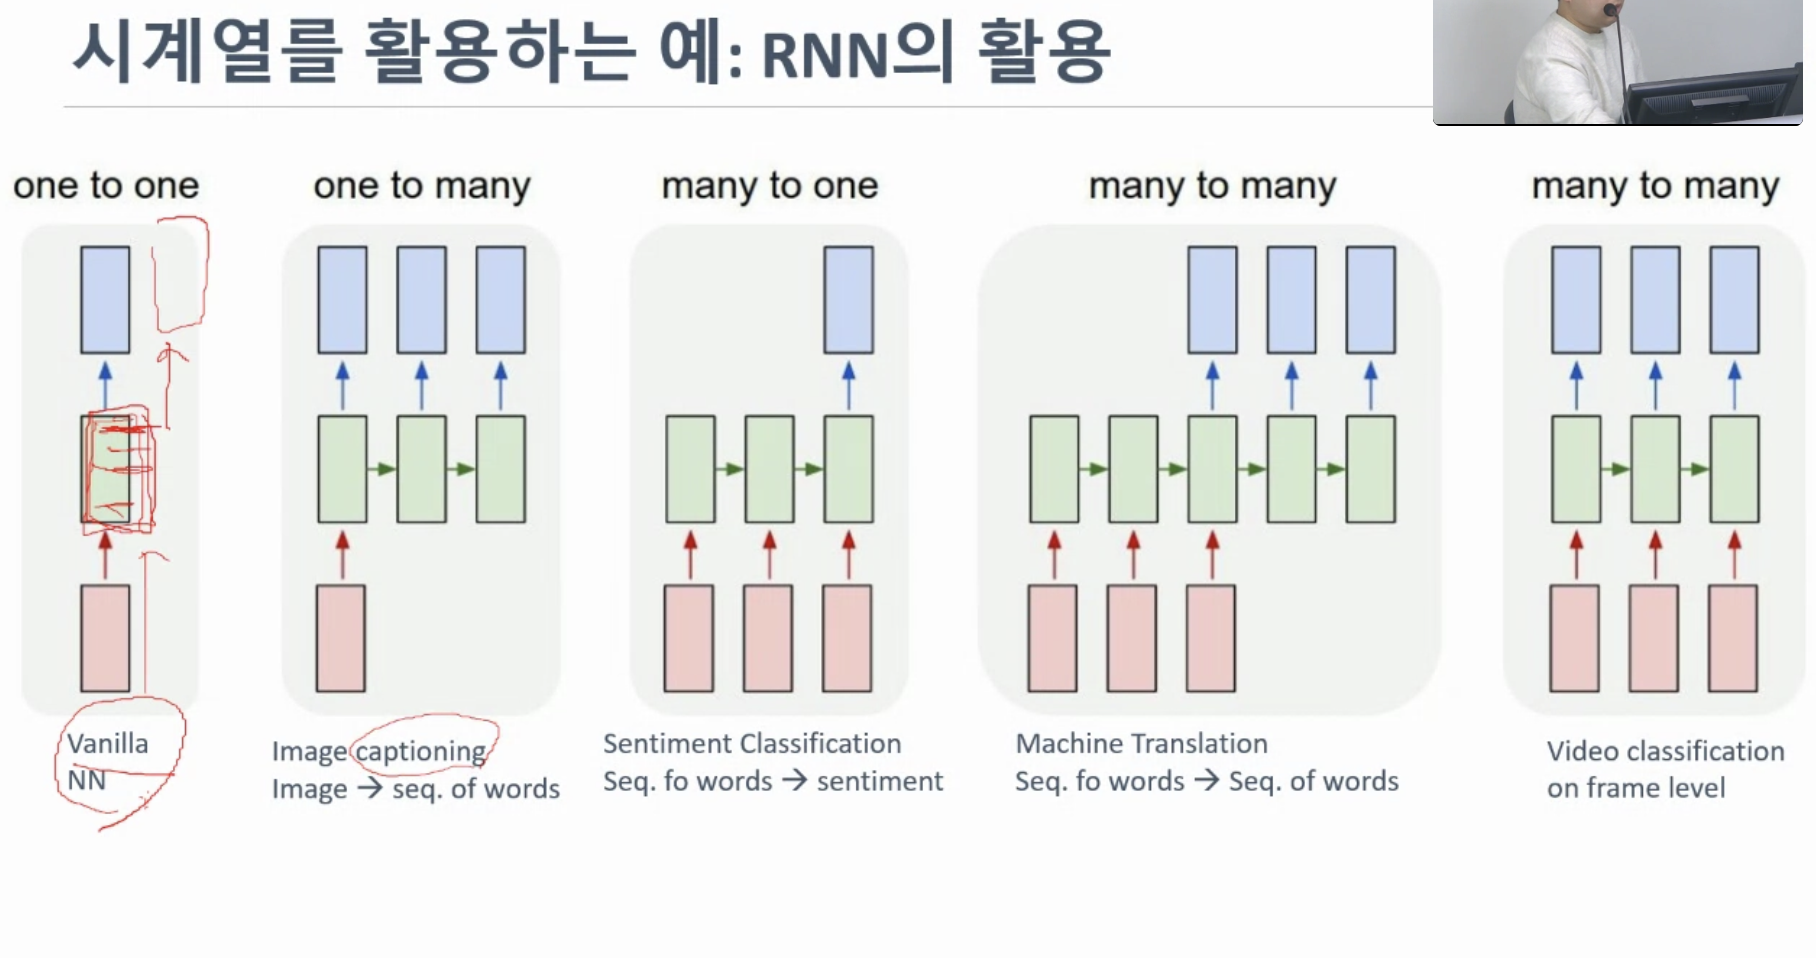 시계열를 활용하는 예: RNN의 활용
one to one
one to many
many to one
many to many
many to many
Vanilla
NN
Image captioning
Image → seq. of words
Sentiment Classification
Seq. fo words → sentiment
Machine Translation
Seq. fo words → Seq. of words
Video classification
on frame level